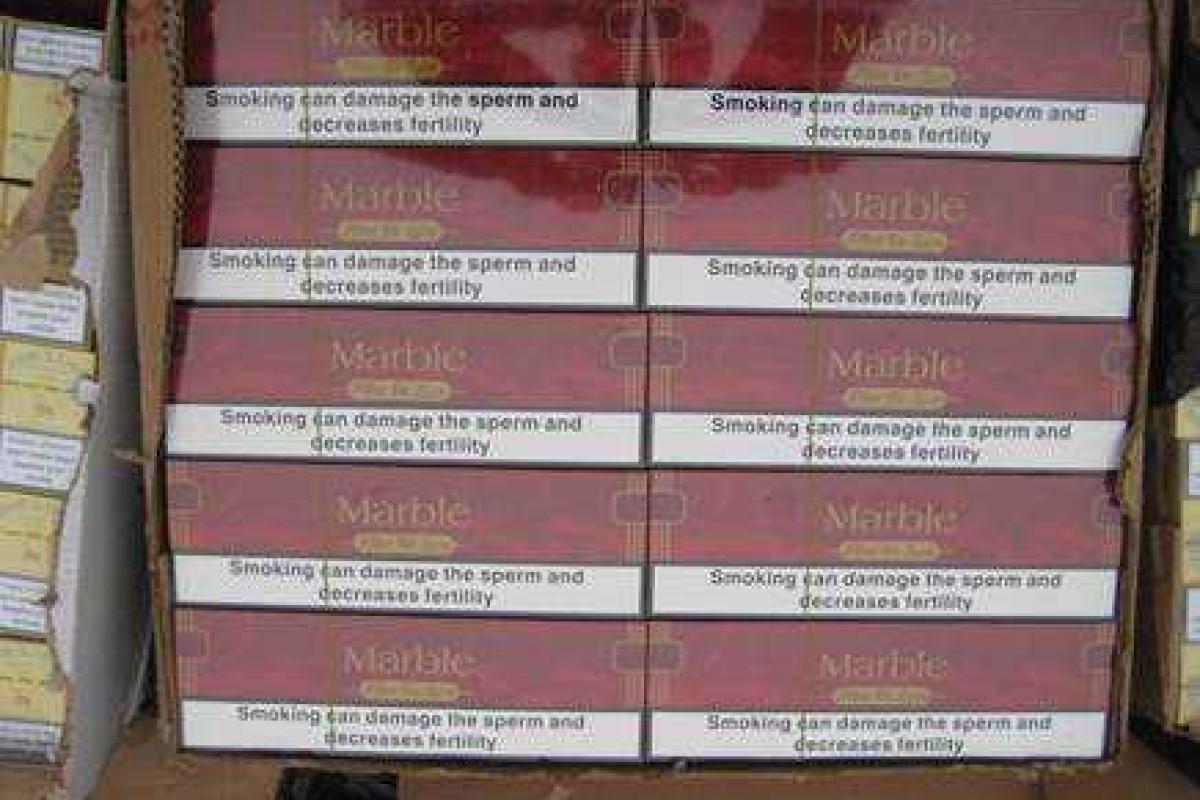 Marble
Smoking can damage the sperm and
decreases fertility
Marble
Smoking can damage the sperm and
decreases fertility
Marble
Smoking can damage the sperm and
decreases fertility
Marble
Smoking can damage the sperm and
decreases fertility
Marble
Smoking can damage the sperm and
decreases fertility
Marble
Smoking can damage the sperm and
decreases fertility
Marble
Smoking can damage the sperm and
decreases fertility
Marble
Smoking can damage the sperm and
decreases fertility
Marble
Smoking can damage the sperm and
decreases fertility
Marble
Smoking can damage the sperm and
decreases fertility